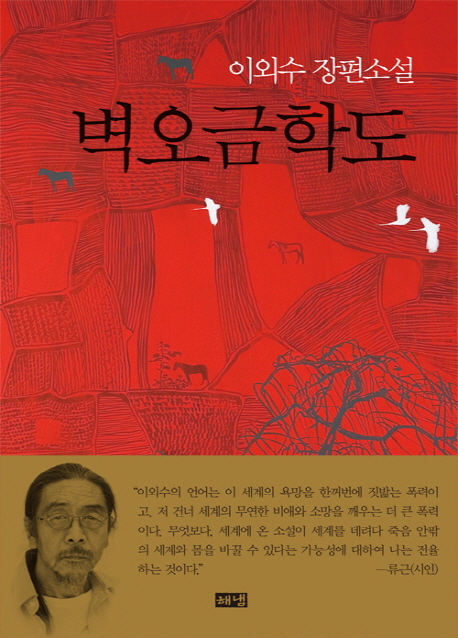 이외수 장편소설
벽오금학도
“이외수의 언어는 이 세계의 욕망을 한꺼번에 짓밟는 폭력이
고, 저 건너 세계의 무연한 비애와 소망을 깨우는 더 큰 폭력
이다. 무엇보다, 세계에 온 소설이 세계를 데려다 죽음 안팎
의 세계와 몸을 바꿀 수 있다는 가능성에 대하여 나는 전율
하는 것이다.”
―류근(시인)
해냄